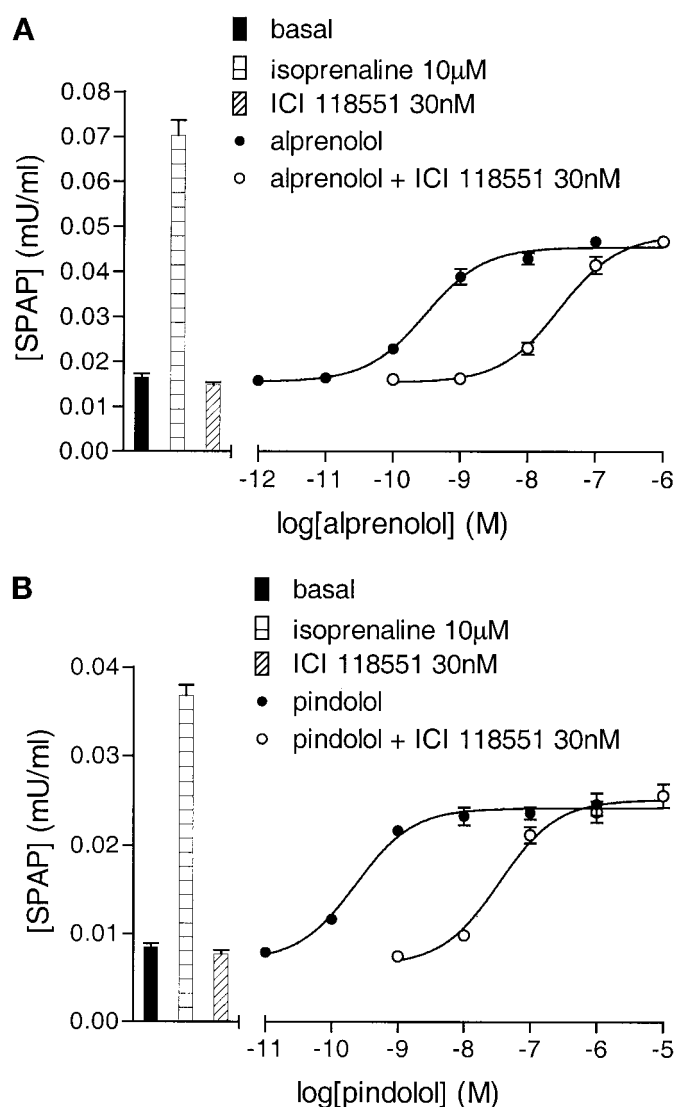 A
basal
isoprenaline 10µM
ICI 118551 30nM
alprenolol
alprenolol + ICI 118551 30nM
[SPAP] (mU/ml)
0.08
0.07
0.06
0.05
0.04
0.03
0.02
0.01
0.00
-12 -11 -10 -9 -8 -7 -6
log[alprenolol] (M)
B
basal
isoprenaline 10µM
ICI 118551 30nM
pindolol
pindolol + ICI 118551 30nM
[SPAP] (mU/ml)
0.04
0.03
0.02
0.01
0.00
-11 -10 -9 -8 -7 -6 -5
log[pindolol] (M)